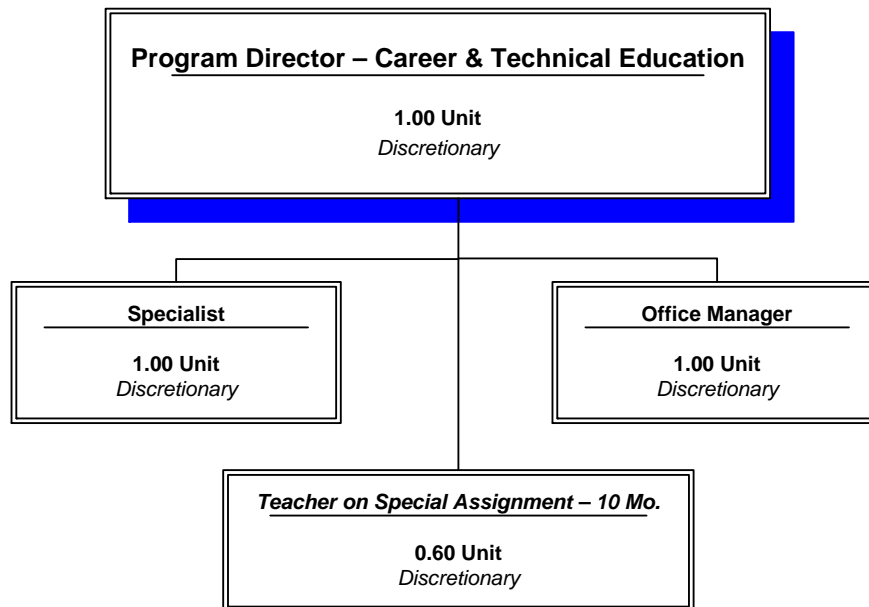 Program Director – Career & Technical Education
1.00 Unit
Discretionary
Specialist
1.00 Unit
Discretionary
Office Manager
1.00 Unit
Discretionary
Teacher on Special Assignment – 10 Mo.
0.60 Unit
Discretionary